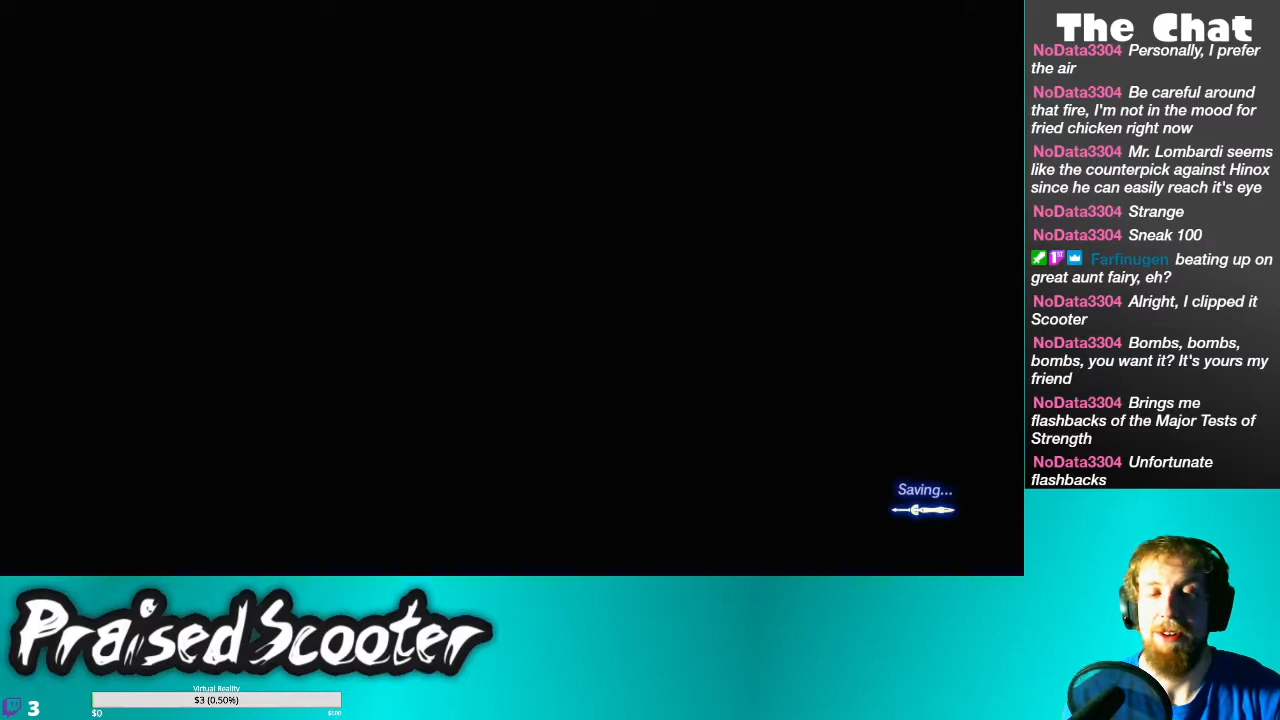 The Chat
NoData3304 Personally, I prefer
the air
NoData3304 Be careful around
that fire, I'm not in the mood for
fried chicken right now
NoData3304 Mr. Lombardi seems
like the counterpick against Hinox
since he can easily reach it's eye
NoData3304 Strange
NoData3304 Sneak 100
Farfinugen beating up on
great aunt fairy, eh?
NoData3304 Alright, I clipped it
Scooter
NoData3304 Bombs, bombs,
bombs, you want it? It's yours my
friend
NoData3304 Brings me
flashbacks of the Major Tests of
Strength
NoData3304 Unfortunate
flashbacks
Saving...
PraisedScooter
Virtual Reality
$3 (0.50%)
3
$0